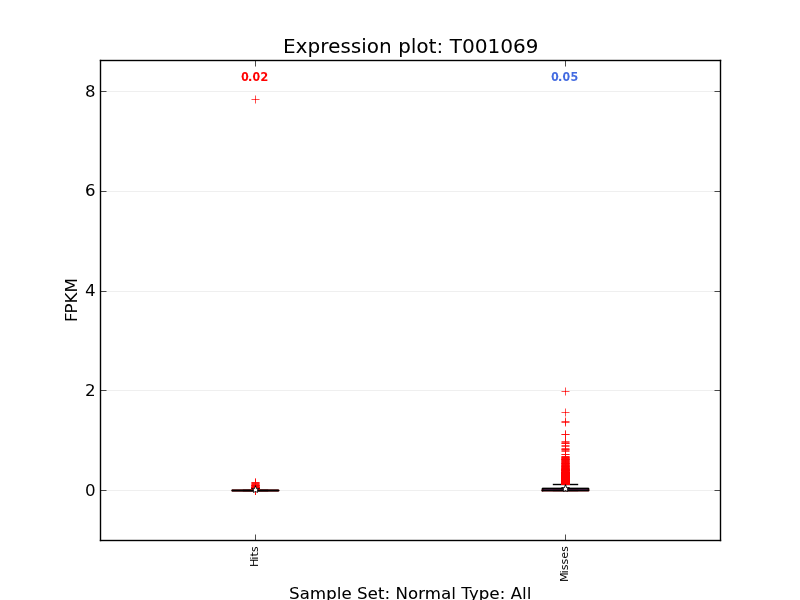 Expression plot: T001069
0.02
0.05
8
6
4
2
0
FPKM
Hits
Misses
Sample Set: Normal Type: All